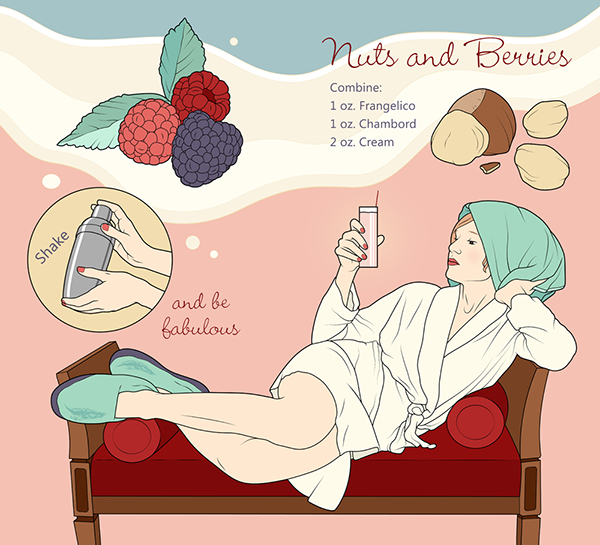 Nuts and Berries
Combine:
1 oz. Frangelico
1 oz. Chambord
2 oz. Cream
Shake
and be
fabulous